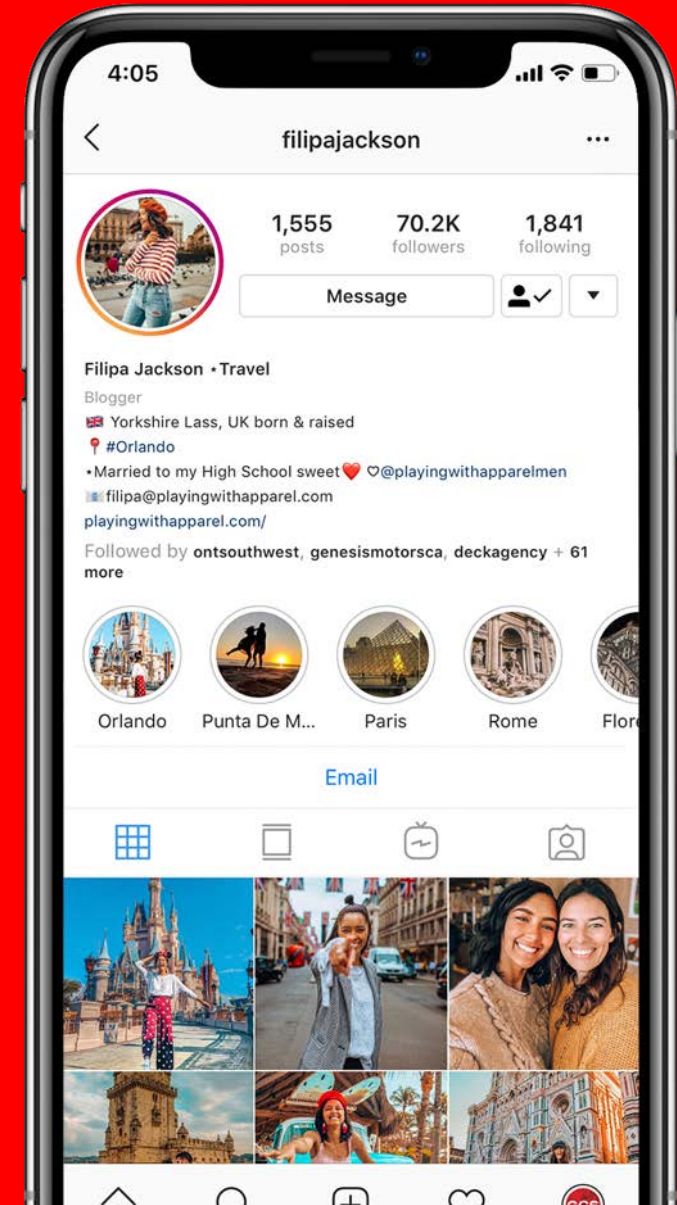 4:05
filipajackson
1,555 70.2K 1,841
posts followers following
Message
Filipa Jackson ⋆Travel
Blogger
🇬🇧 Yorkshire Lass, UK born & raised
📍#Orlando
⋆Married to my High School sweet❤️ ♡@playingwithapparelmen
📧filipa@playingwithapparel.com
playingwithapparel.com/
Followed by ontsouthwest, genesismotorsca, deckagency + 61
more
Orlando Punta De M... Paris Rome
Email